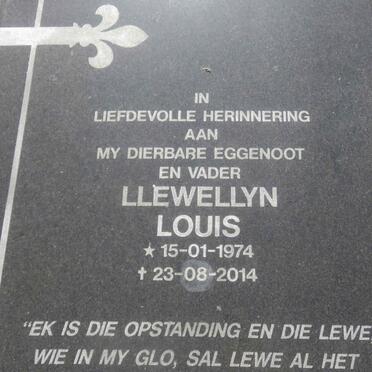 IN
LIEFDEVOLLE HERINNERING
AAN
MY DIERBARE EGGENOOT
EN VADER
LLEWELLYN
LOUIS
★ 15-01-1974
✝ 23-08-2014
"EK IS DIE OPSTANDING EN DIE LEWE,
WIE IN MY GLO, SAL LEWE AL HET